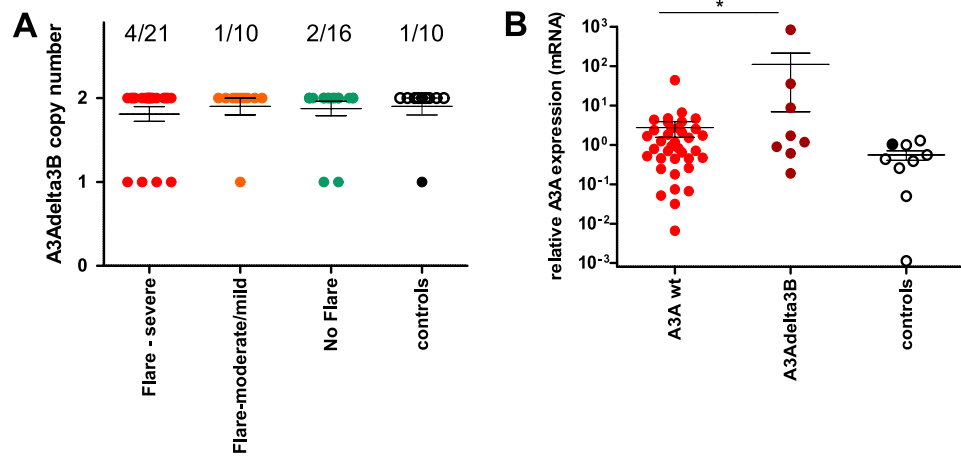 A
4/21 1/10 2/16 1/10
A3Adelta3B copy number
2
1
0
Flare - severe
Flare-moderate/mild
No Flare
controls
B
*
relative A3A expression (mRNA)
10³
10²
10¹
10⁰
10⁻¹
10⁻²
10⁻³
A3A wt
A3Adelta3B
controls